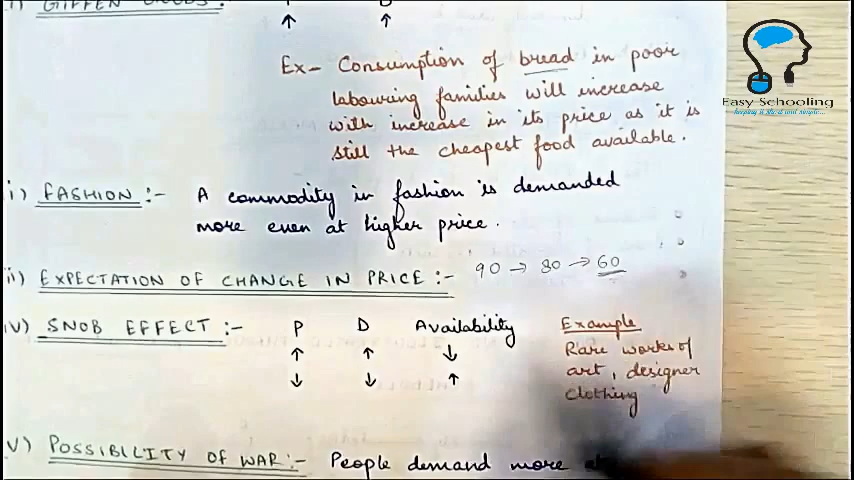 i) GIFFEN GOODS :-
Ex- Consumption of bread in poor
labouring families will increase
with increase in its price as it is
still the cheapest food available.
i) FASHION :- A commodity in fashion is demanded
more even at higher price.
ii) EXPECTATION OF CHANGE IN PRICE :- 90 → 80 → 60
iv) SNOB EFFECT :- P D Availability Example
↑ ↑ ↓ Rare works of
↓ ↓ ↑ art, designer
clothing
v) POSSIBILITY OF WAR :- People demand more
Easy Schooling